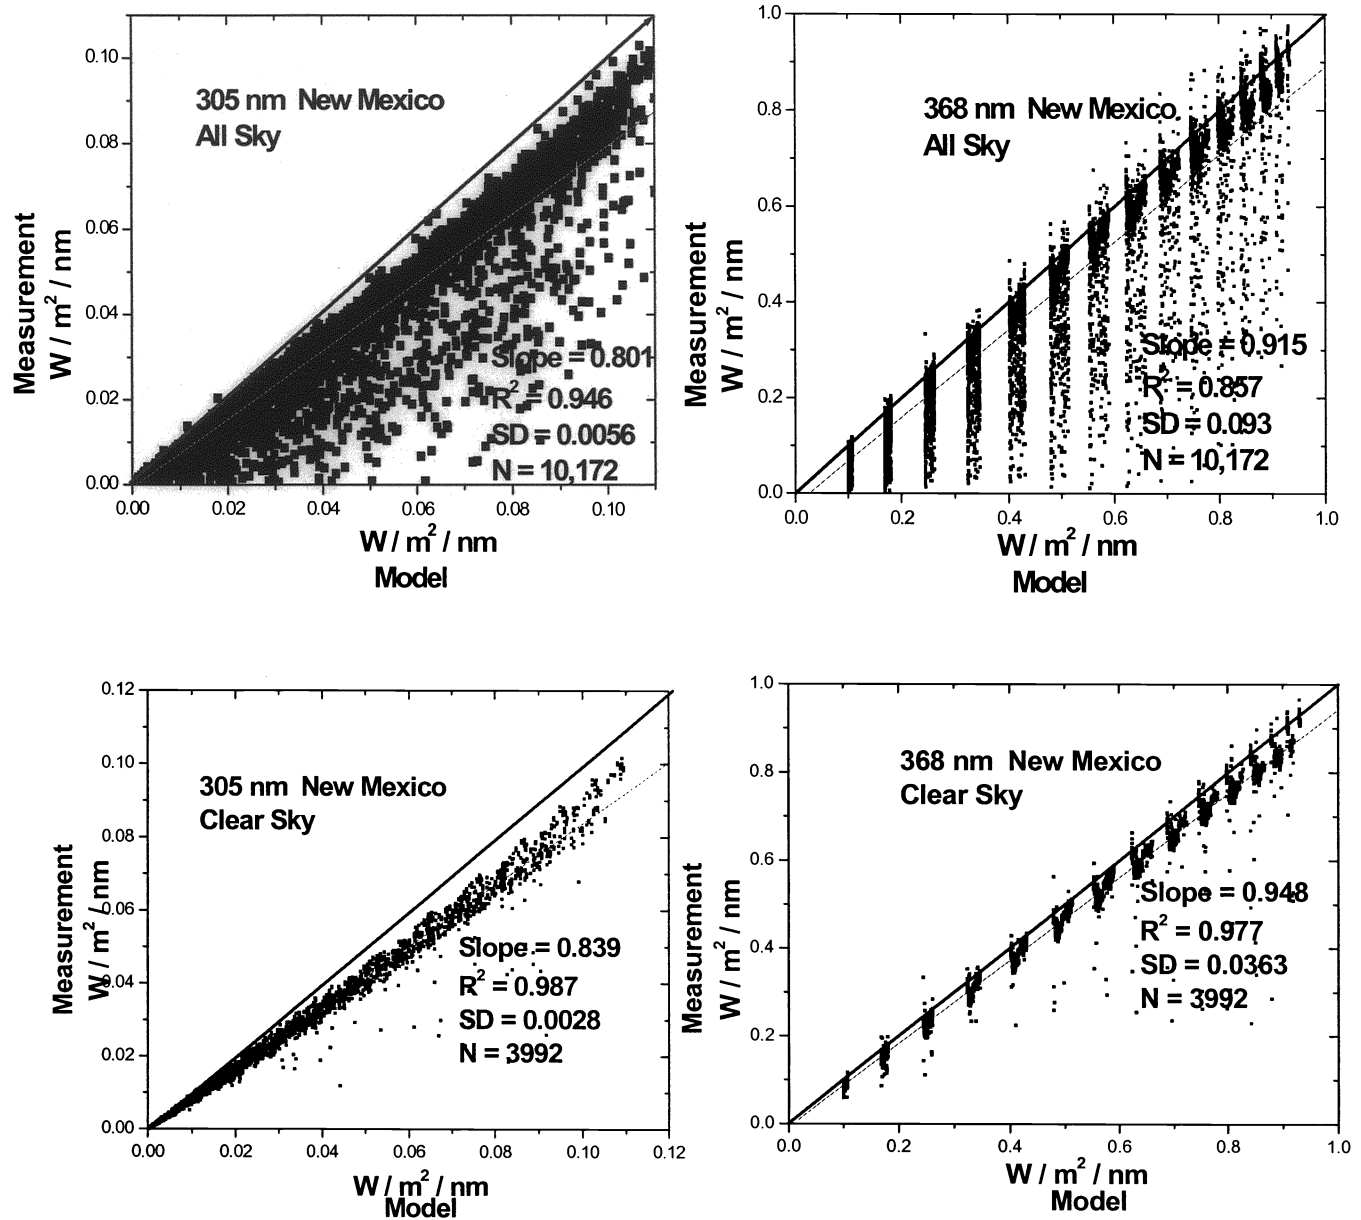 305 nm New Mexico
All Sky
Slope = 0.801
R² = 0.946
SD = 0.0056
N = 10,172
0.10
0.08
0.06
0.04
0.02
0.00
Measurement
W / m² / nm
0.00 0.02 0.04 0.06 0.08 0.10
W / m² / nm
Model
368 nm New Mexico
All Sky
Slope = 0.915
R² = 0.857
SD = 0.093
N = 10,172
1.0
0.8
0.6
0.4
0.2
0.0
Measurement
W / m² / nm
0.0 0.2 0.4 0.6 0.8 1.0
W / m² / nm
Model
305 nm New Mexico
Clear Sky
Slope = 0.839
R² = 0.987
SD = 0.0028
N = 3992
0.12
0.10
0.08
0.06
0.04
0.02
0.00
Measurement
W / m² / nm
0.00 0.02 0.04 0.06 0.08 0.10 0.12
W / m² / nm
Model
368 nm New Mexico
Clear Sky
Slope = 0.948
R² = 0.977
SD = 0.0363
N = 3992
1.0
0.8
0.6
0.4
0.2
0.0
Measurement
W / m² / nm
0.0 0.2 0.4 0.6 0.8 1.0
W / m² / nm
Model